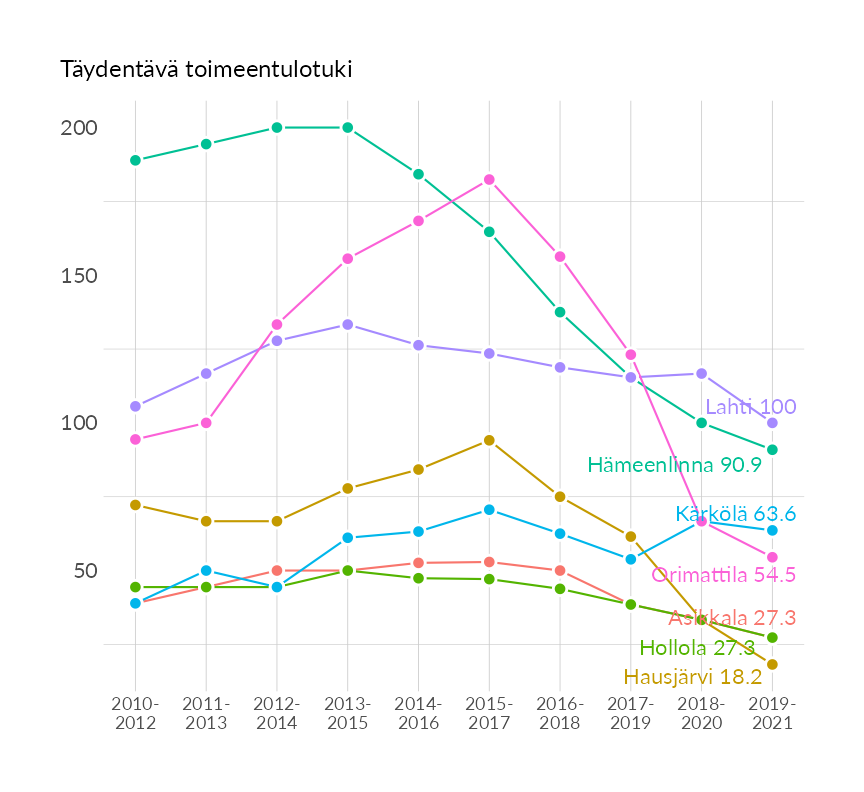 Täydentävä toimeentulotuki
200
150
100
50
Lahti 100
Hämeenlinna 90.9
Kärkölä 63.6
Orimattila 54.5
Asikkala 27.3
Hollola 27.3
Hausjärvi 18.2
2010- 2011- 2012- 2013- 2014- 2015- 2016- 2017- 2018- 2019-
2012 2013 2014 2015 2016 2017 2018 2019 2020 2021